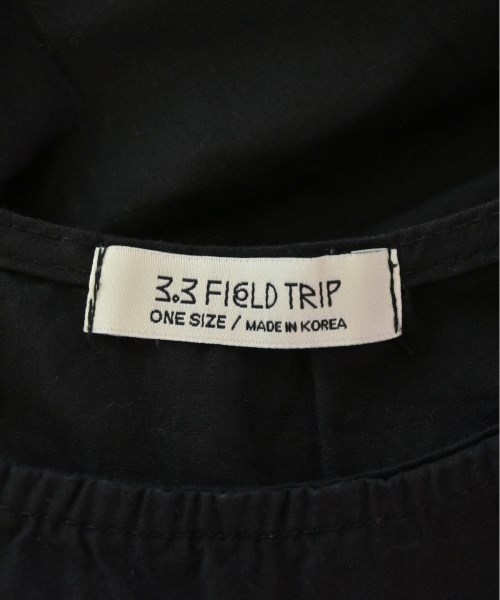 3.3 FIELD TRIP
ONE SIZE / MADE IN KOREA